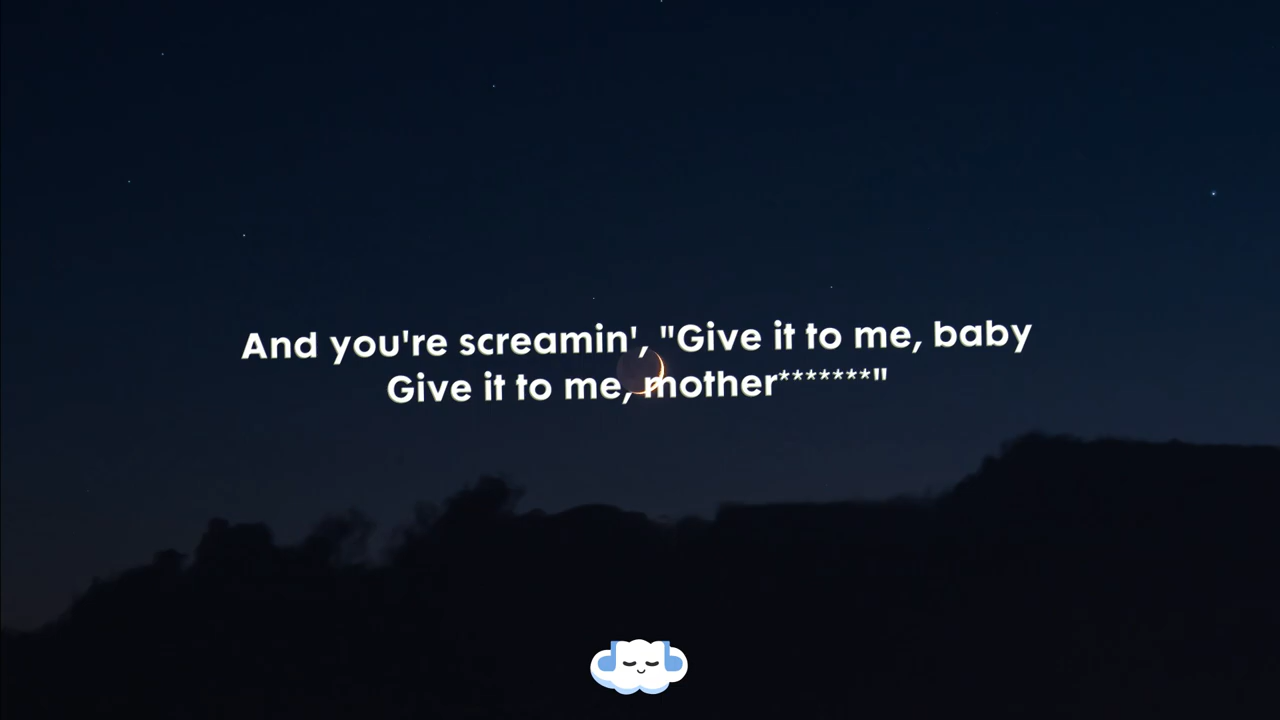 And you're screamin', "Give it to me, baby
Give it to me, mother*******"